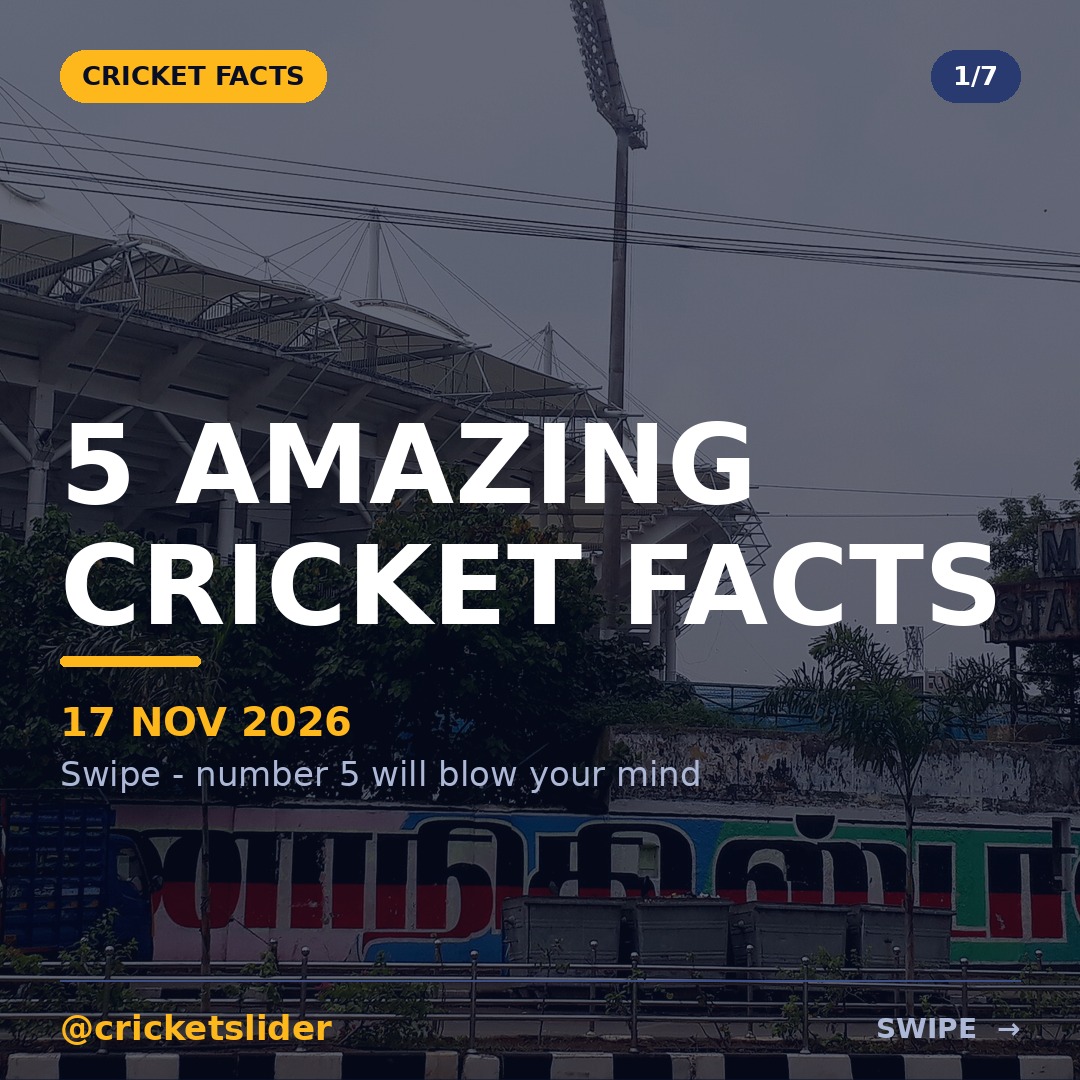 CRICKET FACTS
1/7
5 AMAZING
CRICKET FACTS
17 NOV 2026
Swipe - number 5 will blow your mind
@cricketslider
SWIPE →